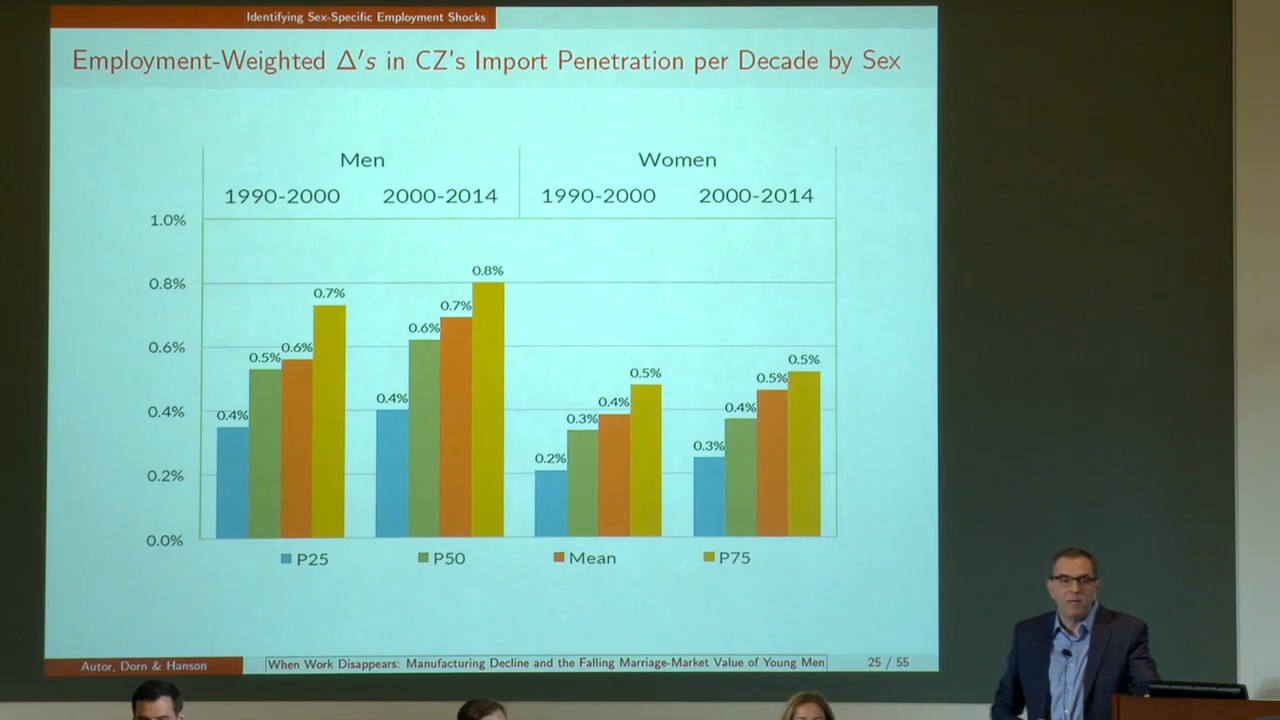 Identifying Sex-Specific Employment Shocks
Employment-Weighted Δ′s in CZ's Import Penetration per Decade by Sex
Men Women
1990-2000 2000-2014 1990-2000 2000-2014
1.0%
0.8%
0.6%
0.4%
0.2%
0.0%
0.4% 0.5% 0.6% 0.7%
0.4% 0.6% 0.7% 0.8%
0.2% 0.3% 0.4% 0.5%
0.3% 0.4% 0.5% 0.5%
P25 P50 Mean P75
Autor, Dorn & Hanson When Work Disappears: Manufacturing Decline and the Falling Marriage-Market Value of Young Men 25 / 55